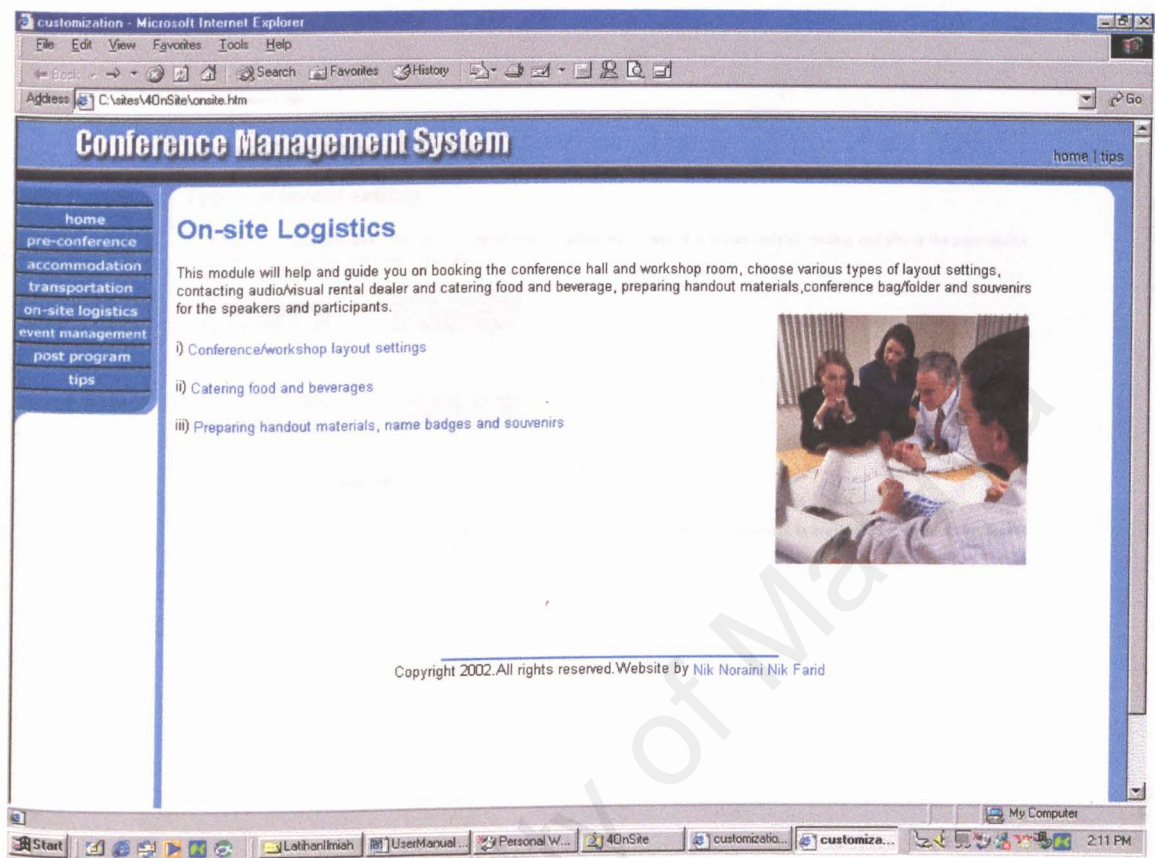 customization - Microsoft Internet Explorer
File Edit View Favorites Tools Help
Back Search Favorites History
Address C:\sites\4OnSite\onsite.htm Go
Conference Management System
home | tips
home
pre-conference
accommodation
transportation
on-site logistics
event management
post program
tips
On-site Logistics
This module will help and guide you on booking the conference hall and workshop room, choose various types of layout settings,
contacting audio/visual rental dealer and catering food and beverage, preparing handout materials,conference bag/folder and souvenirs
for the speakers and participants.
i) Conference/workshop layout settings
ii) Catering food and beverages
iii) Preparing handout materials, name badges and souvenirs
Copyright 2002.All rights reserved.Website by Nik Noraini Nik Farid
My Computer
Start LatihanIlmiah UserManual ... Personal W... 4OnSite customizatio... customiza... 2:11 PM